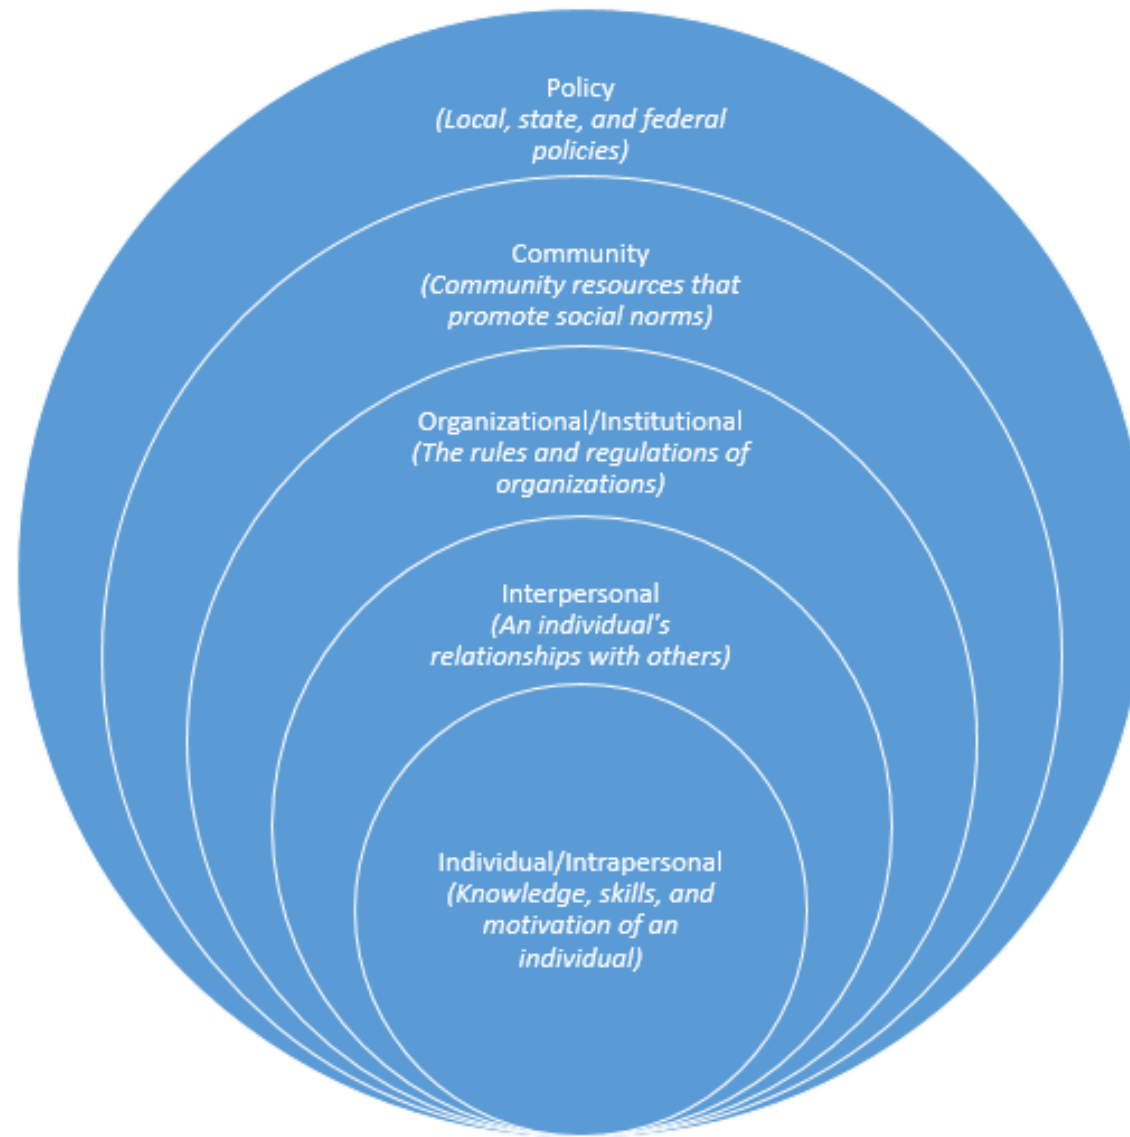 Policy
(Local, state, and federal
policies)
Community
(Community resources that
promote social norms)
Organizational/Institutional
(The rules and regulations of
organizations)
Interpersonal
(An individual's
relationships with others)
Individual/Intrapersonal
(Knowledge, skills, and
motivation of an
individual)